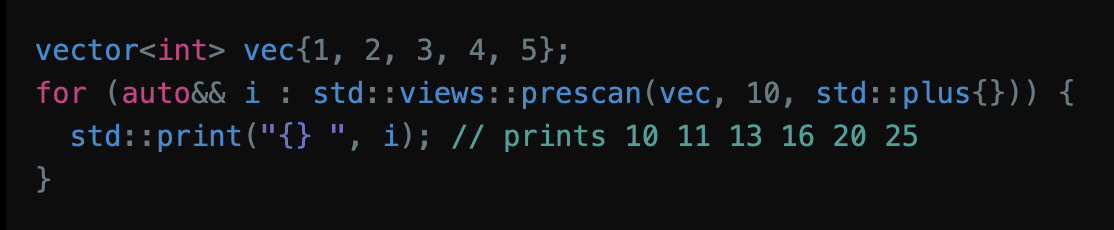 vector<int> vec{1, 2, 3, 4, 5};
for (auto&& i : std::views::prescan(vec, 10, std::plus{})) {
  std::print("{} ", i); // prints 10 11 13 16 20 25
}